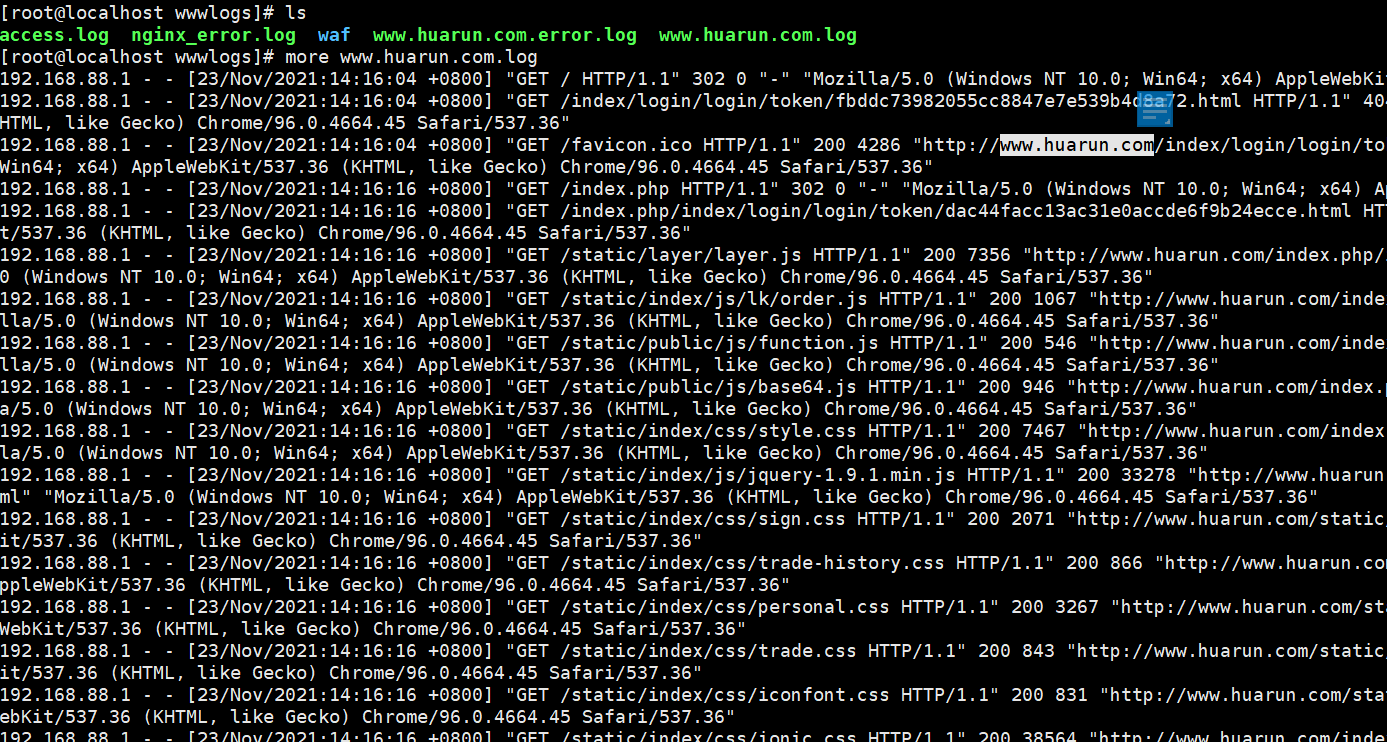 [root@localhost wwwlogs]# ls
access.log nginx_error.log waf www.huarun.com.error.log www.huarun.com.log
[root@localhost wwwlogs]# more www.huarun.com.log
192.168.88.1 - - [23/Nov/2021:14:16:04 +0800] "GET / HTTP/1.1" 302 0 "-" "Mozilla/5.0 (Windows NT 10.0; Win64; x64) AppleWebKi
192.168.88.1 - - [23/Nov/2021:14:16:04 +0800] "GET /index/login/login/token/fbddc73982055cc8847e7e539b4d8a72.html HTTP/1.1" 40
HTML, like Gecko) Chrome/96.0.4664.45 Safari/537.36"
192.168.88.1 - - [23/Nov/2021:14:16:04 +0800] "GET /favicon.ico HTTP/1.1" 200 4286 "http://www.huarun.com/index/login/login/to
Win64; x64) AppleWebKit/537.36 (KHTML, like Gecko) Chrome/96.0.4664.45 Safari/537.36"
192.168.88.1 - - [23/Nov/2021:14:16:16 +0800] "GET /index.php HTTP/1.1" 302 0 "-" "Mozilla/5.0 (Windows NT 10.0; Win64; x64) A
192.168.88.1 - - [23/Nov/2021:14:16:16 +0800] "GET /index.php/index/login/login/token/dac44facc13ac31e0accde6f9b24ecce.html HT
t/537.36 (KHTML, like Gecko) Chrome/96.0.4664.45 Safari/537.36"
192.168.88.1 - - [23/Nov/2021:14:16:16 +0800] "GET /static/layer/layer.js HTTP/1.1" 200 7356 "http://www.huarun.com/index.php/
0 (Windows NT 10.0; Win64; x64) AppleWebKit/537.36 (KHTML, like Gecko) Chrome/96.0.4664.45 Safari/537.36"
192.168.88.1 - - [23/Nov/2021:14:16:16 +0800] "GET /static/index/js/lk/order.js HTTP/1.1" 200 1067 "http://www.huarun.com/inde
lla/5.0 (Windows NT 10.0; Win64; x64) AppleWebKit/537.36 (KHTML, like Gecko) Chrome/96.0.4664.45 Safari/537.36"
192.168.88.1 - - [23/Nov/2021:14:16:16 +0800] "GET /static/public/js/function.js HTTP/1.1" 200 546 "http://www.huarun.com/inde
lla/5.0 (Windows NT 10.0; Win64; x64) AppleWebKit/537.36 (KHTML, like Gecko) Chrome/96.0.4664.45 Safari/537.36"
192.168.88.1 - - [23/Nov/2021:14:16:16 +0800] "GET /static/public/js/base64.js HTTP/1.1" 200 946 "http://www.huarun.com/index.
a/5.0 (Windows NT 10.0; Win64; x64) AppleWebKit/537.36 (KHTML, like Gecko) Chrome/96.0.4664.45 Safari/537.36"
192.168.88.1 - - [23/Nov/2021:14:16:16 +0800] "GET /static/index/css/style.css HTTP/1.1" 200 7467 "http://www.huarun.com/index
la/5.0 (Windows NT 10.0; Win64; x64) AppleWebKit/537.36 (KHTML, like Gecko) Chrome/96.0.4664.45 Safari/537.36"
192.168.88.1 - - [23/Nov/2021:14:16:16 +0800] "GET /static/index/js/jquery-1.9.1.min.js HTTP/1.1" 200 33278 "http://www.huarun
ml" "Mozilla/5.0 (Windows NT 10.0; Win64; x64) AppleWebKit/537.36 (KHTML, like Gecko) Chrome/96.0.4664.45 Safari/537.36"
192.168.88.1 - - [23/Nov/2021:14:16:16 +0800] "GET /static/index/css/sign.css HTTP/1.1" 200 2071 "http://www.huarun.com/static
it/537.36 (KHTML, like Gecko) Chrome/96.0.4664.45 Safari/537.36"
192.168.88.1 - - [23/Nov/2021:14:16:16 +0800] "GET /static/index/css/trade-history.css HTTP/1.1" 200 866 "http://www.huarun.co
ppleWebKit/537.36 (KHTML, like Gecko) Chrome/96.0.4664.45 Safari/537.36"
192.168.88.1 - - [23/Nov/2021:14:16:16 +0800] "GET /static/index/css/personal.css HTTP/1.1" 200 3267 "http://www.huarun.com/st
WebKit/537.36 (KHTML, like Gecko) Chrome/96.0.4664.45 Safari/537.36"
192.168.88.1 - - [23/Nov/2021:14:16:16 +0800] "GET /static/index/css/trade.css HTTP/1.1" 200 843 "http://www.huarun.com/static
it/537.36 (KHTML, like Gecko) Chrome/96.0.4664.45 Safari/537.36"
192.168.88.1 - - [23/Nov/2021:14:16:16 +0800] "GET /static/index/css/iconfont.css HTTP/1.1" 200 831 "http://www.huarun.com/sta
ebKit/537.36 (KHTML, like Gecko) Chrome/96.0.4664.45 Safari/537.36"
192.168.88.1 - - [23/Nov/2021:14:16:16 +0800] "GET /static/index/css/ionic.css HTTP/1.1" 200 38564 "http://www.huarun.com/inde